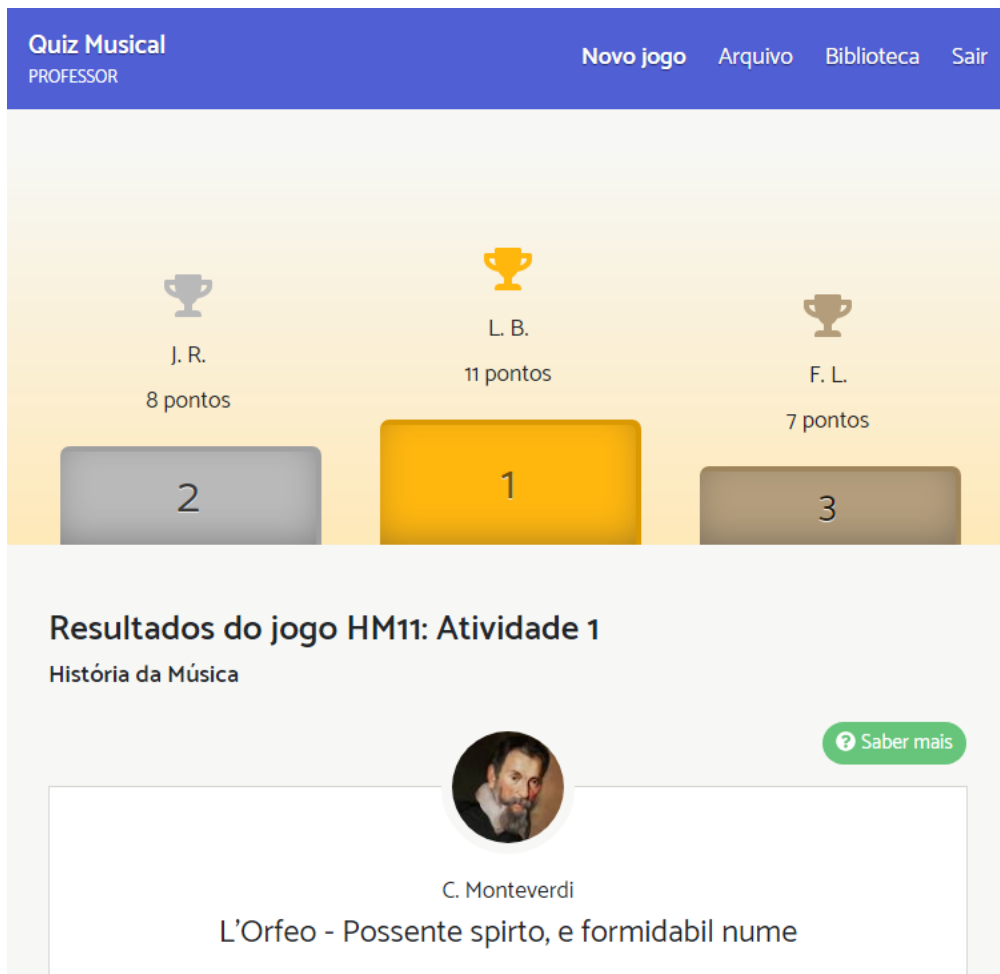 Quiz Musical
PROFESSOR
Novo jogo Arquivo Biblioteca Sair
J. R.
8 pontos
2
L. B.
11 pontos
1
F. L.
7 pontos
3
Resultados do jogo HM11: Atividade 1
História da Música
? Saber mais
C. Monteverdi
L'Orfeo - Possente spirto, e formidabil nume